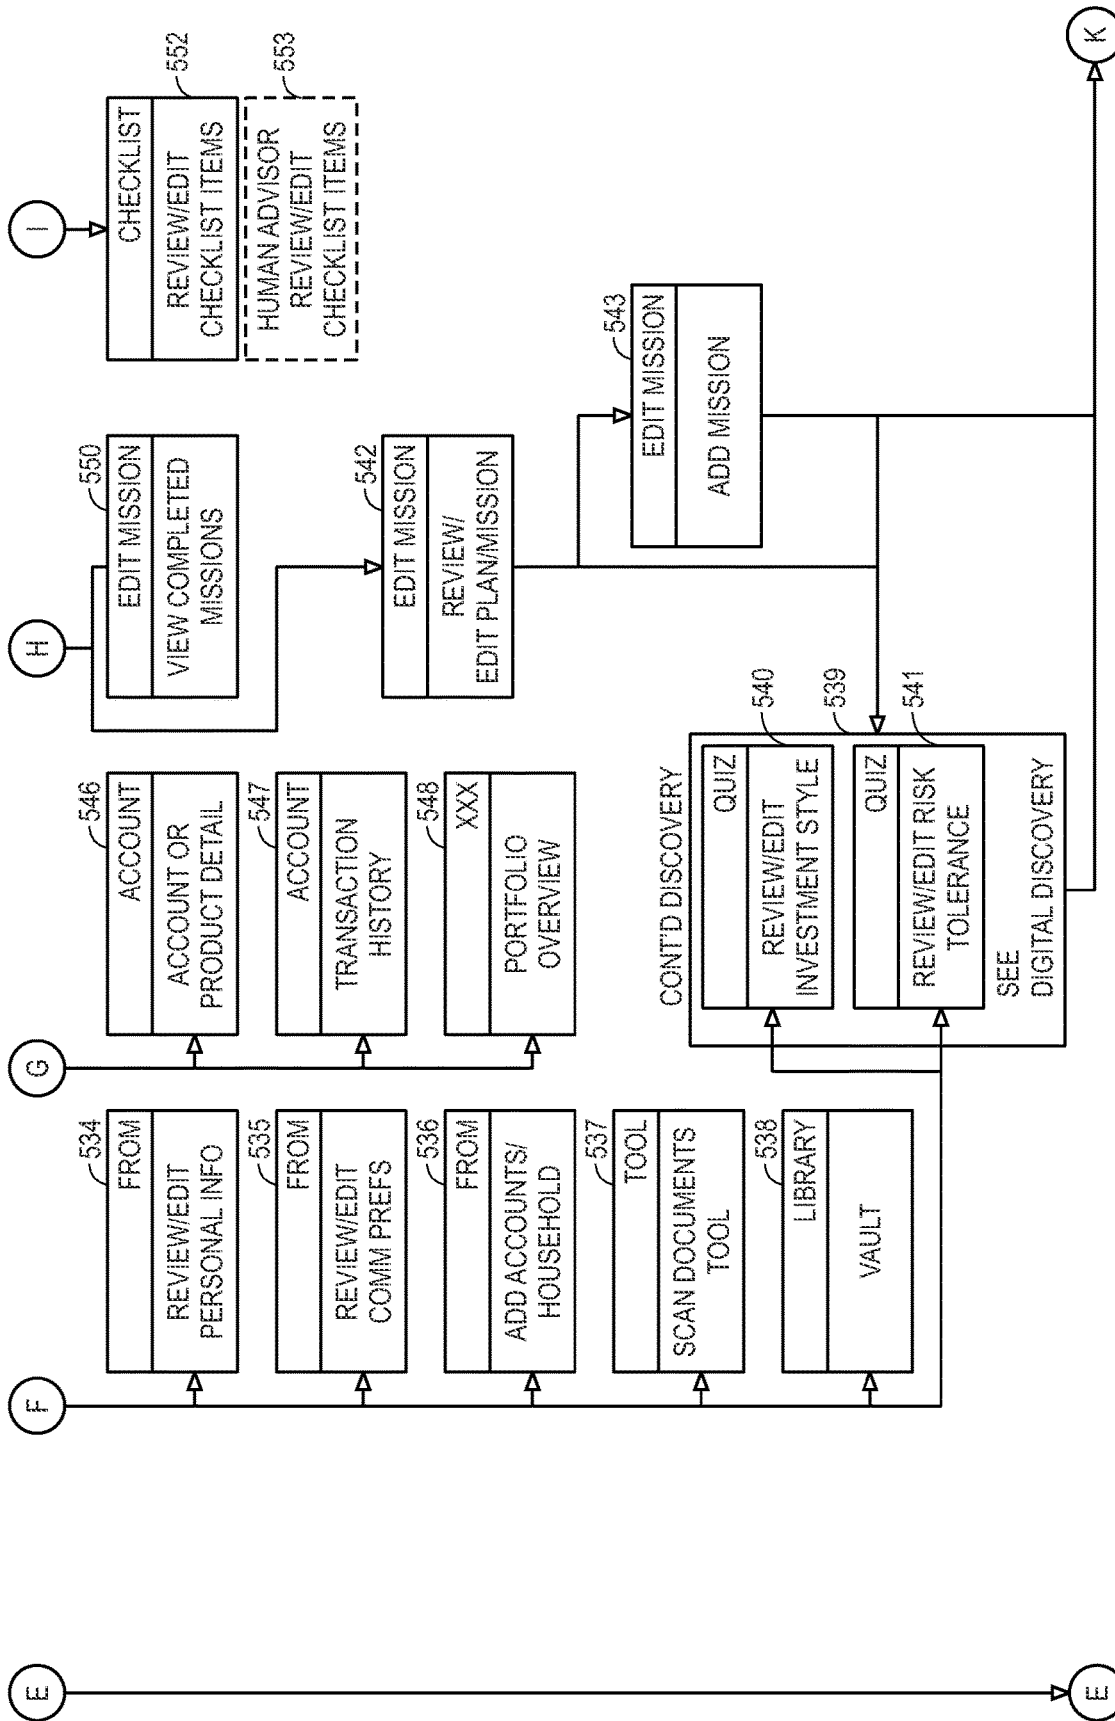 E
F
G
H
I
534
FROM
REVIEW/EDIT
PERSONAL INFO
535
FROM
REVIEW/EDIT
COMM PREFS
536
FROM
ADD ACCOUNTS/
HOUSEHOLD
537
TOOL
SCAN DOCUMENTS
TOOL
538
LIBRARY
VAULT
546
ACCOUNT
ACCOUNT OR
PRODUCT DETAIL
547
ACCOUNT
TRANSACTION
HISTORY
548
XXX
PORTFOLIO
OVERVIEW
CONT'D DISCOVERY
QUIZ
REVIEW/EDIT
INVESTMENT STYLE
540
539
QUIZ
REVIEW/EDIT RISK
TOLERANCE
541
SEE
DIGITAL DISCOVERY
550
EDIT MISSION
VIEW COMPLETED
MISSIONS
542
EDIT MISSION
REVIEW/
EDIT PLAN/MISSION
543
EDIT MISSION
ADD MISSION
CHECKLIST
REVIEW/EDIT
CHECKLIST ITEMS
552
HUMAN ADVISOR
REVIEW/EDIT
CHECKLIST ITEMS
553
E
K